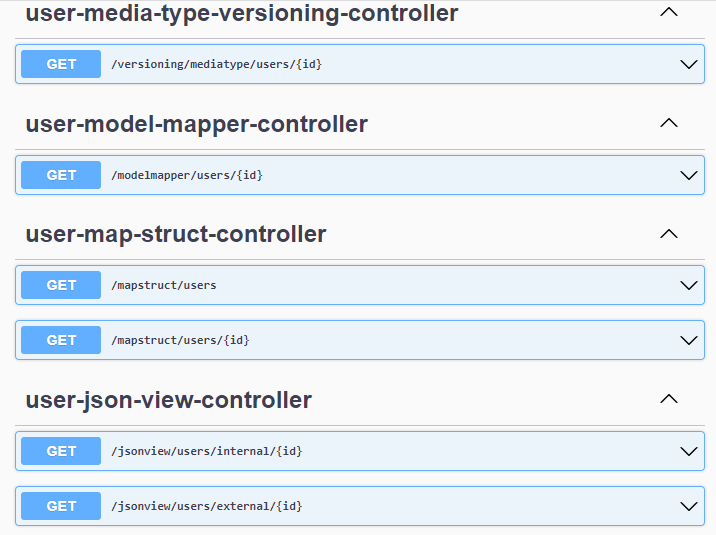 user-media-type-versioning-controller
GET /versioning/mediatype/users/{id}
user-model-mapper-controller
GET /modelmapper/users/{id}
user-map-struct-controller
GET /mapstruct/users
GET /mapstruct/users/{id}
user-json-view-controller
GET /jsonview/users/internal/{id}
GET /jsonview/users/external/{id}